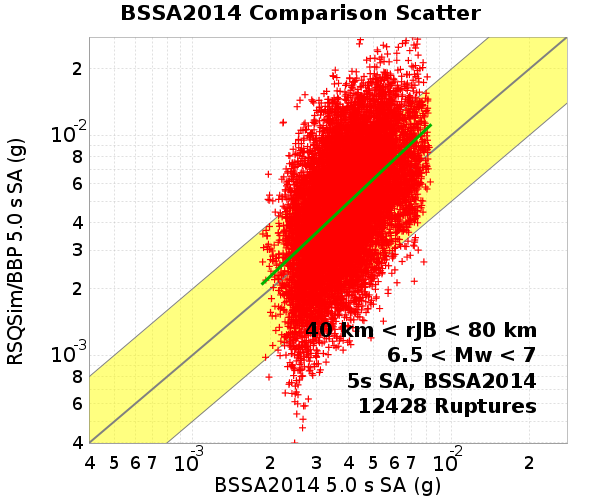 BSSA2014 Comparison Scatter
RSQSim/BBP 5.0 s SA (g)
2
10-2
8
6
4
3
2
10-3
8
6
4
40 km < rJB < 80 km
6.5 < Mw < 7
5s SA, BSSA2014
12428 Ruptures
4 5 6 7 10-3 2 3 4 5 6 7 10-2 2
BSSA2014 5.0 s SA (g)